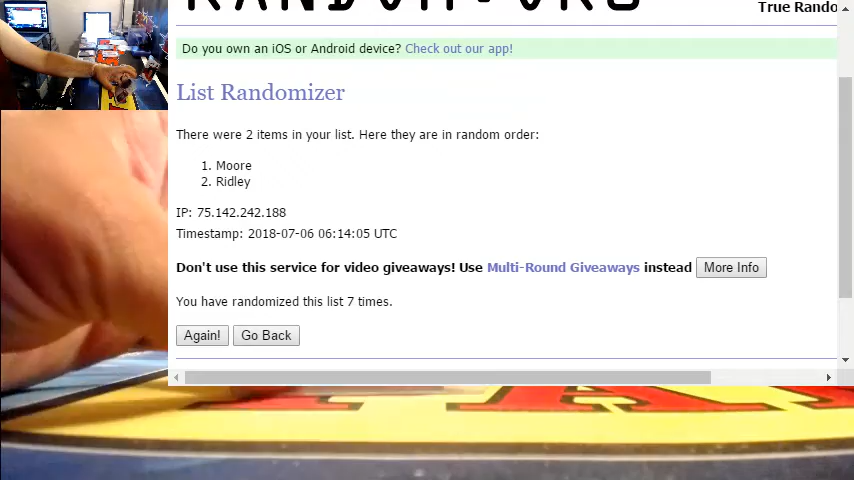 RANDOM.ORG
True Rando
Do you own an iOS or Android device? Check out our app!
List Randomizer
There were 2 items in your list. Here they are in random order:
1. Moore
2. Ridley
IP: 75.142.242.188
Timestamp: 2018-07-06 06:14:05 UTC
Don't use this service for video giveaways! Use Multi-Round Giveaways instead More Info
You have randomized this list 7 times.
Again! Go Back